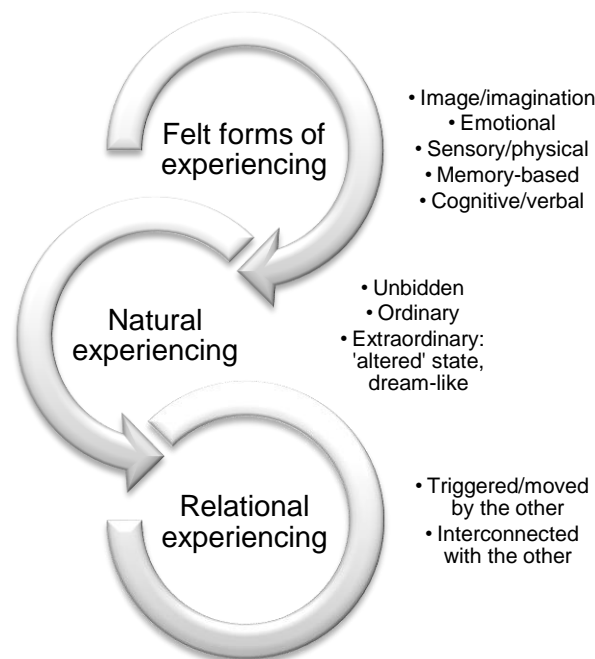 Felt forms of
experiencing
• Image/imagination
• Emotional
• Sensory/physical
• Memory-based
• Cognitive/verbal
Natural
experiencing
• Unbidden
• Ordinary
• Extraordinary:
'altered' state,
dream-like
Relational
experiencing
• Triggered/moved
by the other
• Interconnected
with the other